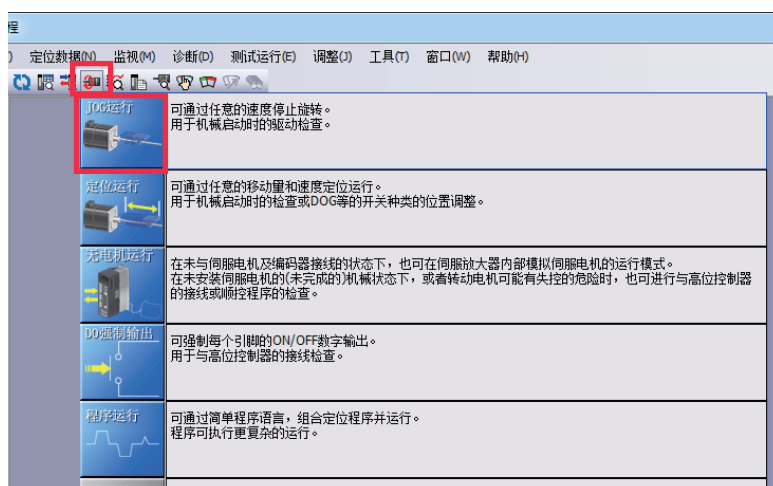 程
) 定位数据(N) 监视(M) 诊断(D) 测试运行(E) 调整(J) 工具(T) 窗口(W) 帮助(H)
JOG运行
可通过任意的速度停止旋转。
用于机械启动时的驱动检查。
定位运行
可通过任意的移动量和速度定位运行。
用于机械启动时的检查或DOG等的开关种类的位置调整。
无电机运行
在未与伺服电机及编码器接线的状态下，也可在伺服放大器内部模拟伺服电机的运行模式。
在未安装伺服电机的(未完成的)机械状态下，或者转动电机可能有失控的危险时，也可进行与高位控制器
的接线或顺控程序的检查。
DO强制输出
可强制每个引脚的ON/OFF数字输出。
用于与高位控制器的接线检查。
程序运行
可通过简单程序语言，组合定位程序并运行。
程序可执行更复杂的运行。